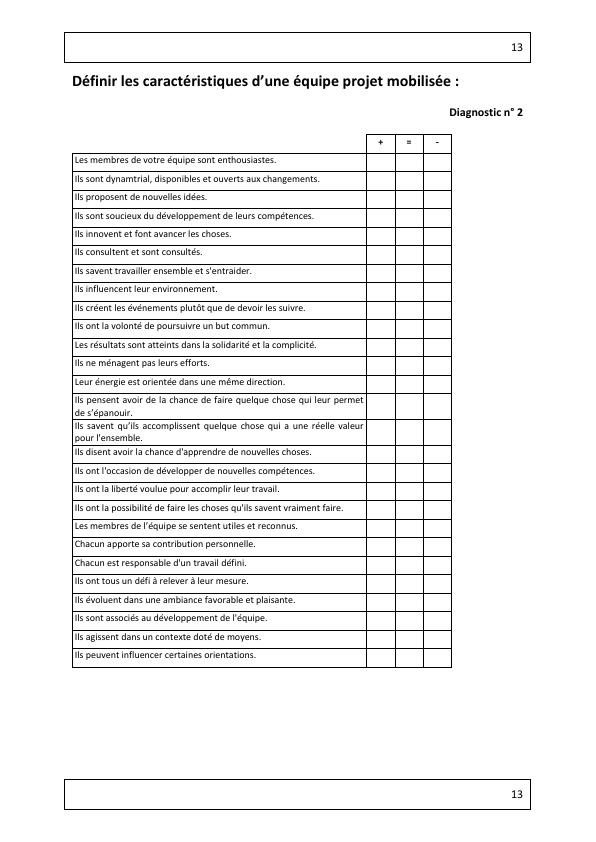 13
Définir les caractéristiques d’une équipe projet mobilisée :
Diagnostic n° 2
+ = -
Les membres de votre équipe sont enthousiastes.
Ils sont dynamtrial, disponibles et ouverts aux changements.
Ils proposent de nouvelles idées.
Ils sont soucieux du développement de leurs compétences.
Ils innovent et font avancer les choses.
Ils consultent et sont consultés.
Ils savent travailler ensemble et s'entraider.
Ils influencent leur environnement.
Ils créent les événements plutôt que de devoir les suivre.
Ils ont la volonté de poursuivre un but commun.
Les résultats sont atteints dans la solidarité et la complicité.
Ils ne ménagent pas leurs efforts.
Leur énergie est orientée dans une même direction.
Ils pensent avoir de la chance de faire quelque chose qui leur permet
de s’épanouir.
Ils savent qu’ils accomplissent quelque chose qui a une réelle valeur
pour l'ensemble.
Ils disent avoir la chance d'apprendre de nouvelles choses.
Ils ont l'occasion de développer de nouvelles compétences.
Ils ont la liberté voulue pour accomplir leur travail.
Ils ont la possibilité de faire les choses qu'ils savent vraiment faire.
Les membres de l’équipe se sentent utiles et reconnus.
Chacun apporte sa contribution personnelle.
Chacun est responsable d'un travail défini.
Ils ont tous un défi à relever à leur mesure.
Ils évoluent dans une ambiance favorable et plaisante.
Ils sont associés au développement de l'équipe.
Ils agissent dans un contexte doté de moyens.
Ils peuvent influencer certaines orientations.
13